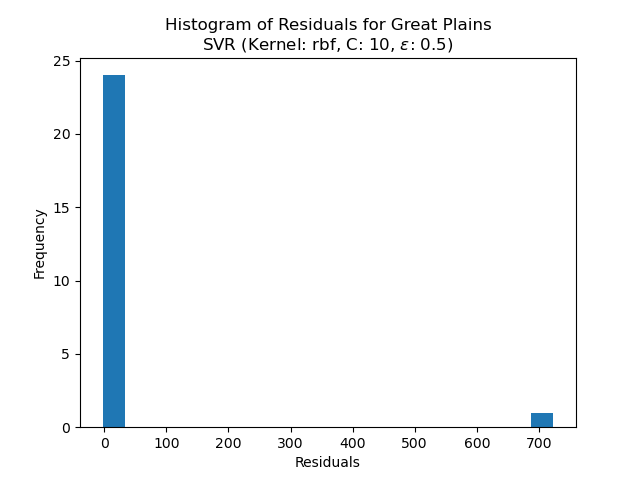 Histogram of Residuals for Great Plains
SVR (Kernel: rbf, C: 10, ε: 0.5)
25
20
15
10
5
0
Frequency
0 100 200 300 400 500 600 700
Residuals